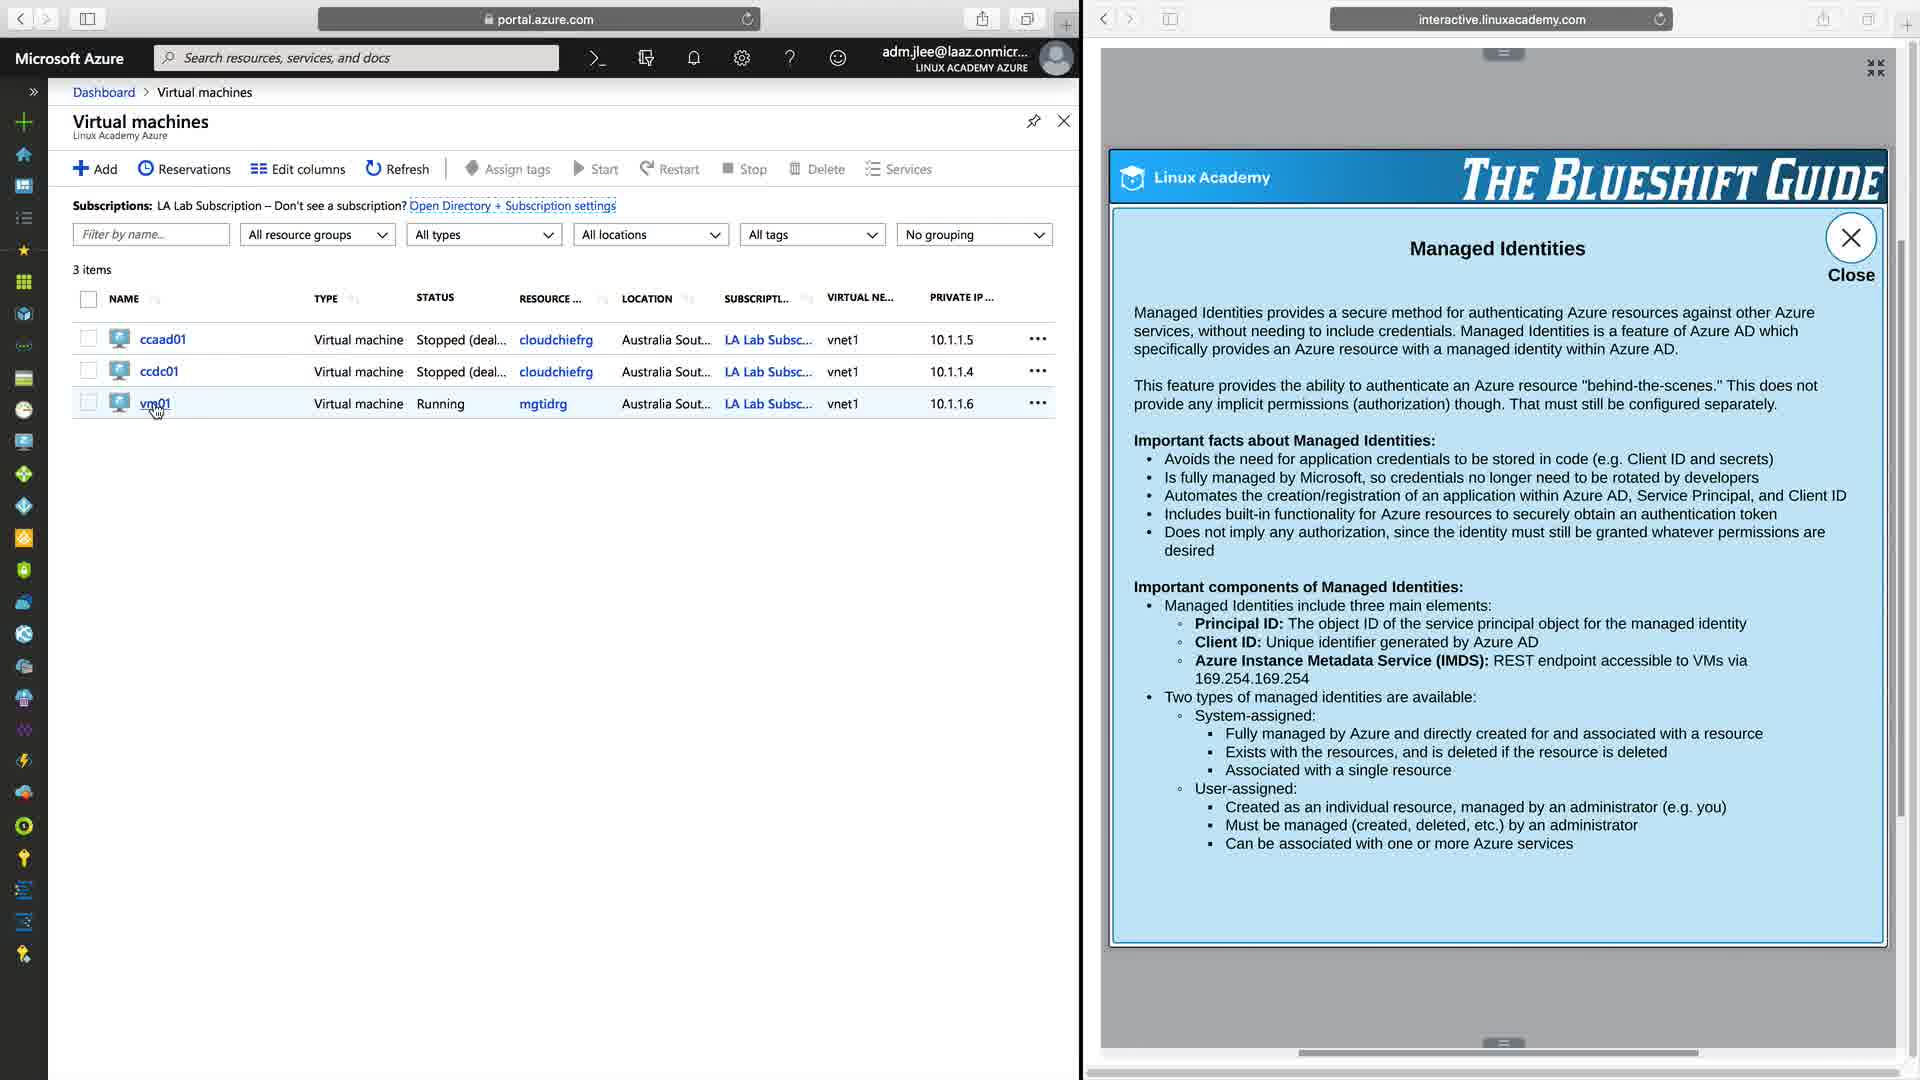 portal.azure.com
Microsoft Azure
Search resources, services, and docs
adm.jlee@laaz.onmicr...
LINUX ACADEMY AZURE
Dashboard > Virtual machines
Virtual machines
Linux Academy Azure
Add
Reservations
Edit columns
Refresh
Assign tags
Start
Restart
Stop
Delete
Services
Subscriptions: LA Lab Subscription – Don't see a subscription? Open Directory + Subscription settings
Filter by name...
All resource groups
All types
All locations
All tags
No grouping
3 items
NAME TYPE STATUS RESOURCE ... LOCATION SUBSCRIPTI... VIRTUAL NE... PRIVATE IP ...
ccaad01 Virtual machine Stopped (deal... cloudchiefrg Australia Sout... LA Lab Subsc... vnet1 10.1.1.5 •••
ccdc01 Virtual machine Stopped (deal... cloudchiefrg Australia Sout... LA Lab Subsc... vnet1 10.1.1.4 •••
vm01 Virtual machine Running mgtidrg Australia Sout... LA Lab Subsc... vnet1 10.1.1.6 •••
interactive.linuxacademy.com
Linux Academy
THE BLUESHIFT GUIDE
Managed Identities
Close
Managed Identities provides a secure method for authenticating Azure resources against other Azure
services, without needing to include credentials. Managed Identities is a feature of Azure AD which
specifically provides an Azure resource with a managed identity within Azure AD.
This feature provides the ability to authenticate an Azure resource "behind-the-scenes." This does not
provide any implicit permissions (authorization) though. That must still be configured separately.
Important facts about Managed Identities:
• Avoids the need for application credentials to be stored in code (e.g. Client ID and secrets)
• Is fully managed by Microsoft, so credentials no longer need to be rotated by developers
• Automates the creation/registration of an application within Azure AD, Service Principal, and Client ID
• Includes built-in functionality for Azure resources to securely obtain an authentication token
• Does not imply any authorization, since the identity must still be granted whatever permissions are
desired
Important components of Managed Identities:
• Managed Identities include three main elements:
◦ Principal ID: The object ID of the service principal object for the managed identity
◦ Client ID: Unique identifier generated by Azure AD
◦ Azure Instance Metadata Service (IMDS): REST endpoint accessible to VMs via
169.254.169.254
• Two types of managed identities are available:
◦ System-assigned:
▪ Fully managed by Azure and directly created for and associated with a resource
▪ Exists with the resources, and is deleted if the resource is deleted
▪ Associated with a single resource
◦ User-assigned:
▪ Created as an individual resource, managed by an administrator (e.g. you)
▪ Must be managed (created, deleted, etc.) by an administrator
▪ Can be associated with one or more Azure services